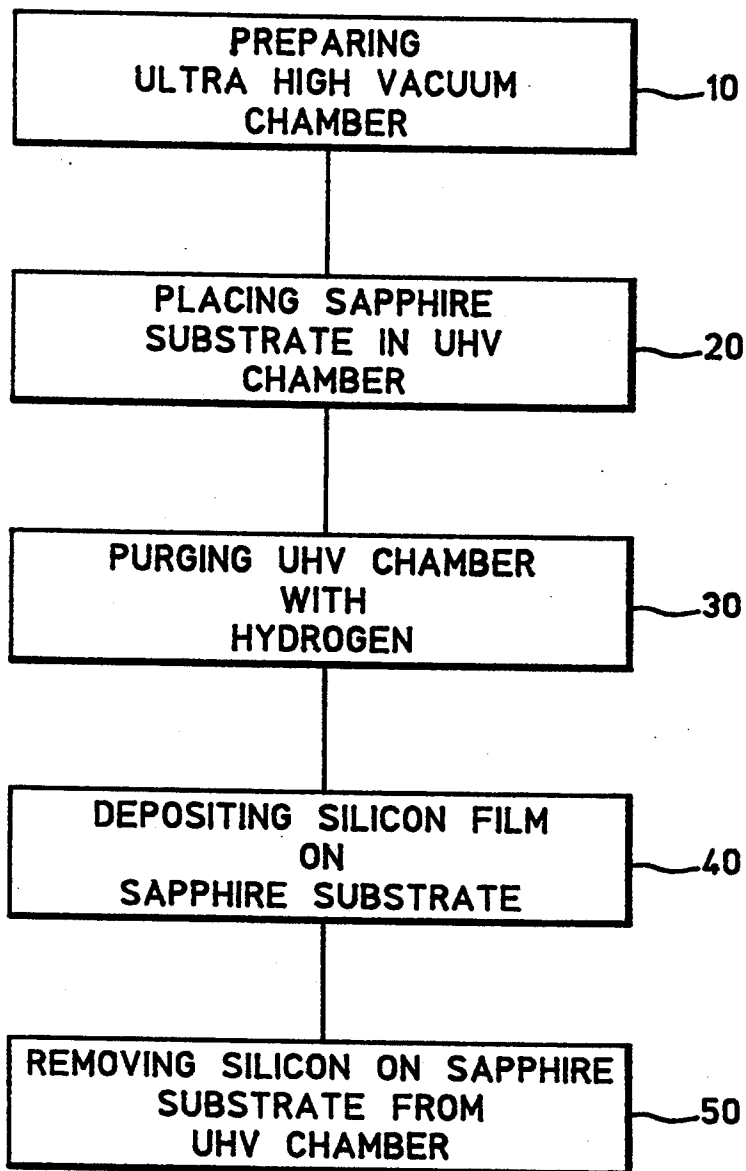 PREPARING
ULTRA HIGH VACUUM
CHAMBER
10
PLACING SAPPHIRE
SUBSTRATE IN UHV
CHAMBER
20
PURGING UHV CHAMBER
WITH
HYDROGEN
30
DEPOSITING SILICON FILM
ON
SAPPHIRE SUBSTRATE
40
REMOVING SILICON ON SAPPHIRE
SUBSTRATE FROM
UHV CHAMBER
50